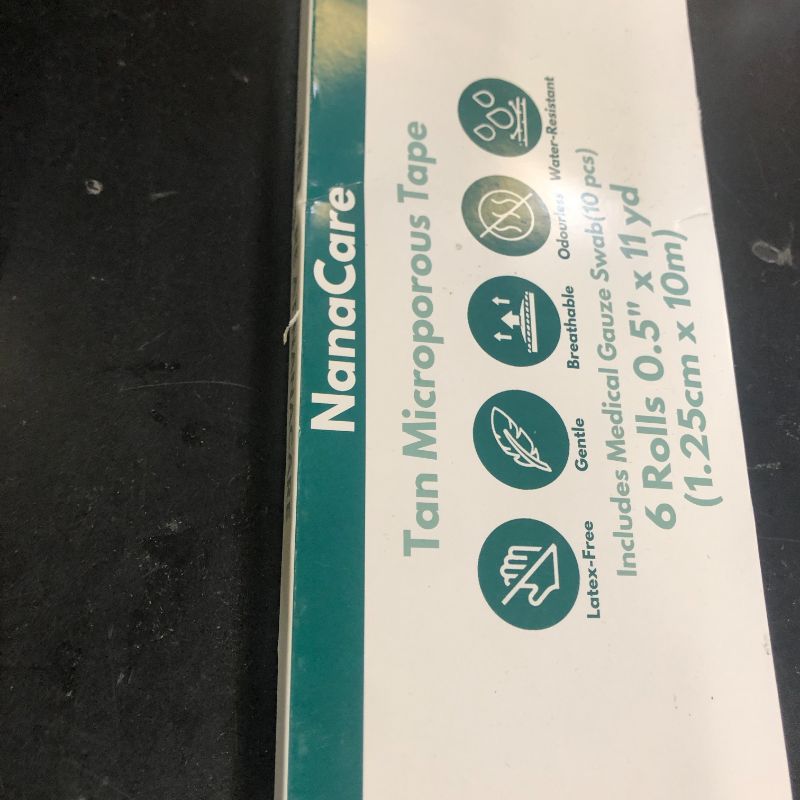 NanaCare
Tan Microporous Tape
Latex-Free
Gentle
Breathable
Odourless
Water-Resistant
Includes Medical Gauze Swab(10 pcs)
6 Rolls 0.5" x 11 yd
(1.25cm x 10m)